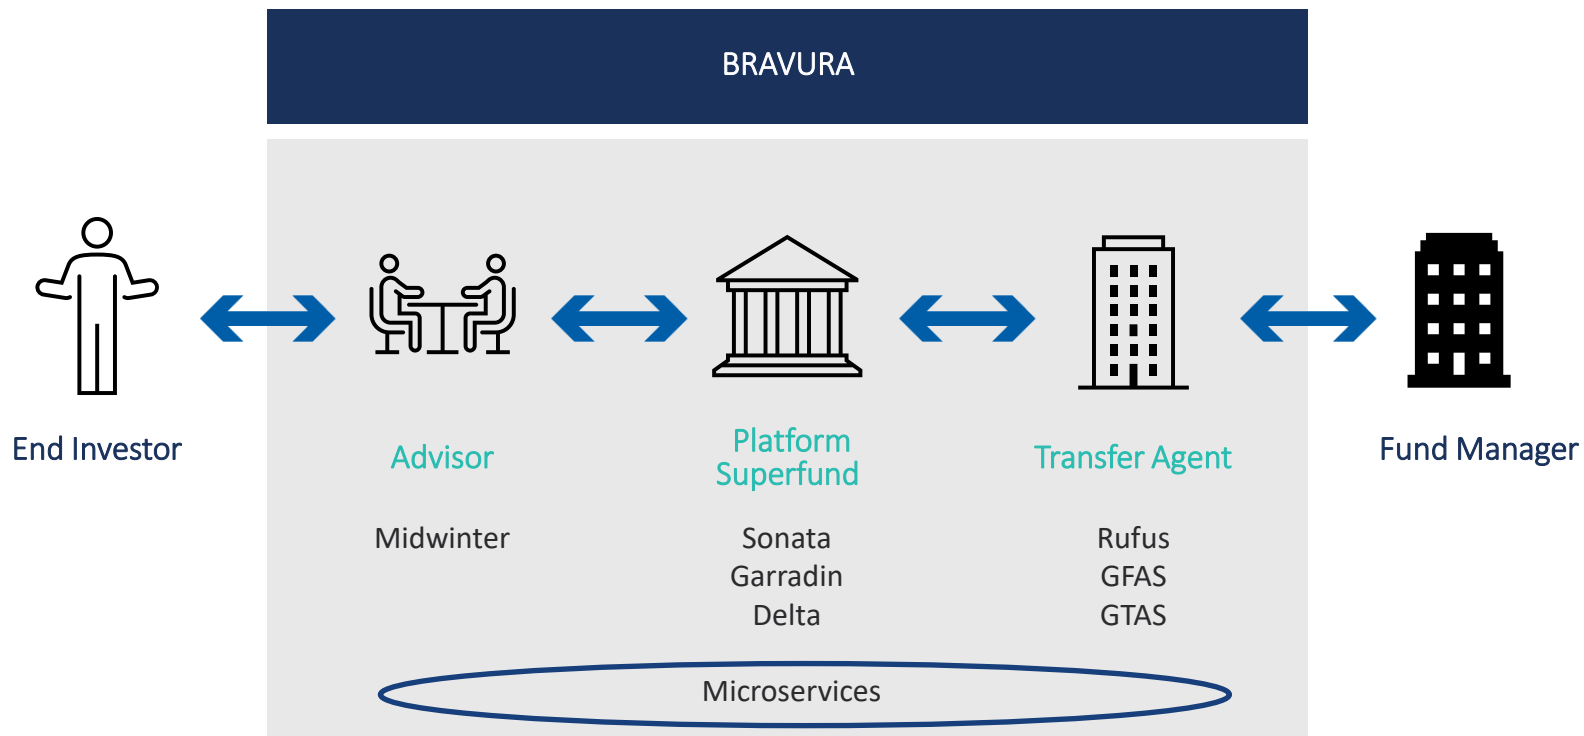 BRAVURA
End Investor
Advisor
Platform
Superfund
Transfer Agent
Fund Manager
Midwinter
Sonata
Garradin
Delta
Rufus
GFAS
GTAS
Microservices